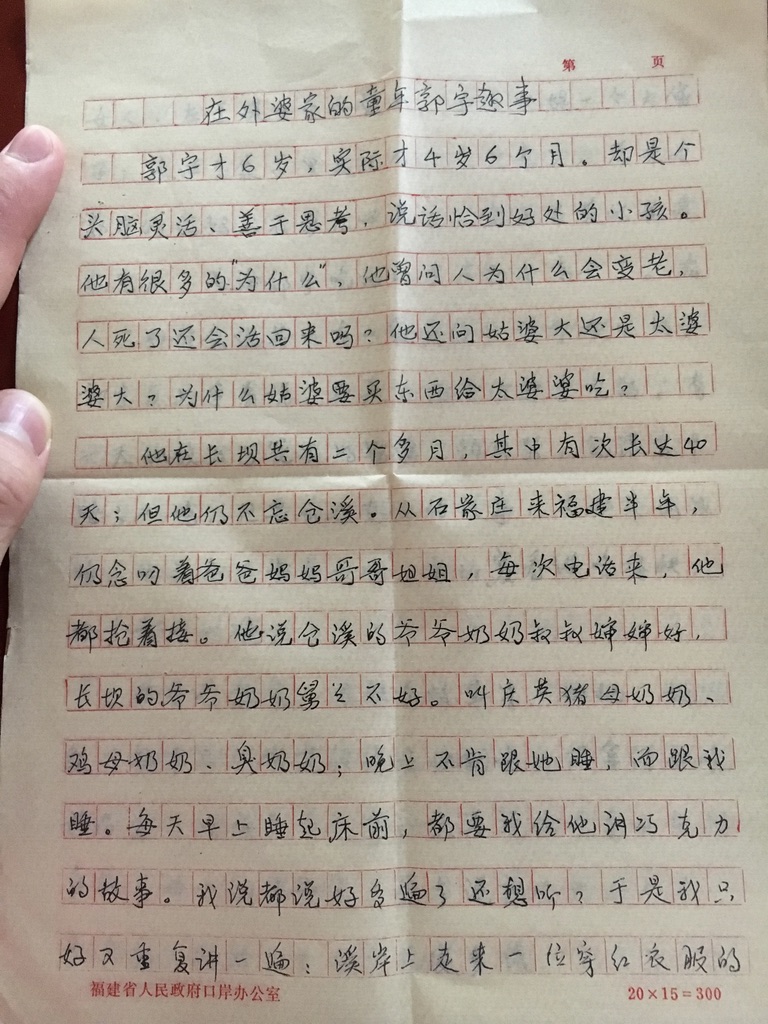 第 页
在外婆家的童年郭宇趣事
郭宇才6岁,实际才4岁6个月。却是个
头脑灵活、善于思考,说话恰到好处的小孩。
他有很多的“为什么”,他曾问人为什么会变老,
人死了还会活回来吗?他还问姑婆大还是太婆
婆大?为什么姑婆要买东西给太婆婆吃?
他在长坝共有二个多月,其中有次长达40
天;但他仍不忘仓溪。从石家庄来福建半年,
仍念叨着爸爸妈妈哥哥姐姐,每次电话来,他
都抢着接。他说仓溪的爷爷奶奶叔叔婶婶好,
长坝的爷爷奶奶舅兰不好。叫庆英猪母奶奶、
鸡母奶奶、臭奶奶;晚上不肯跟她睡,而跟我
睡。每天早上睡起床前,都要我给他讲巧克力
的故事。我说都说好多遍了还想听?于是我只
好又重复讲一遍:溪岸上走来一位穿红衣服的
福建省人民政府口岸办公室 20×15=300